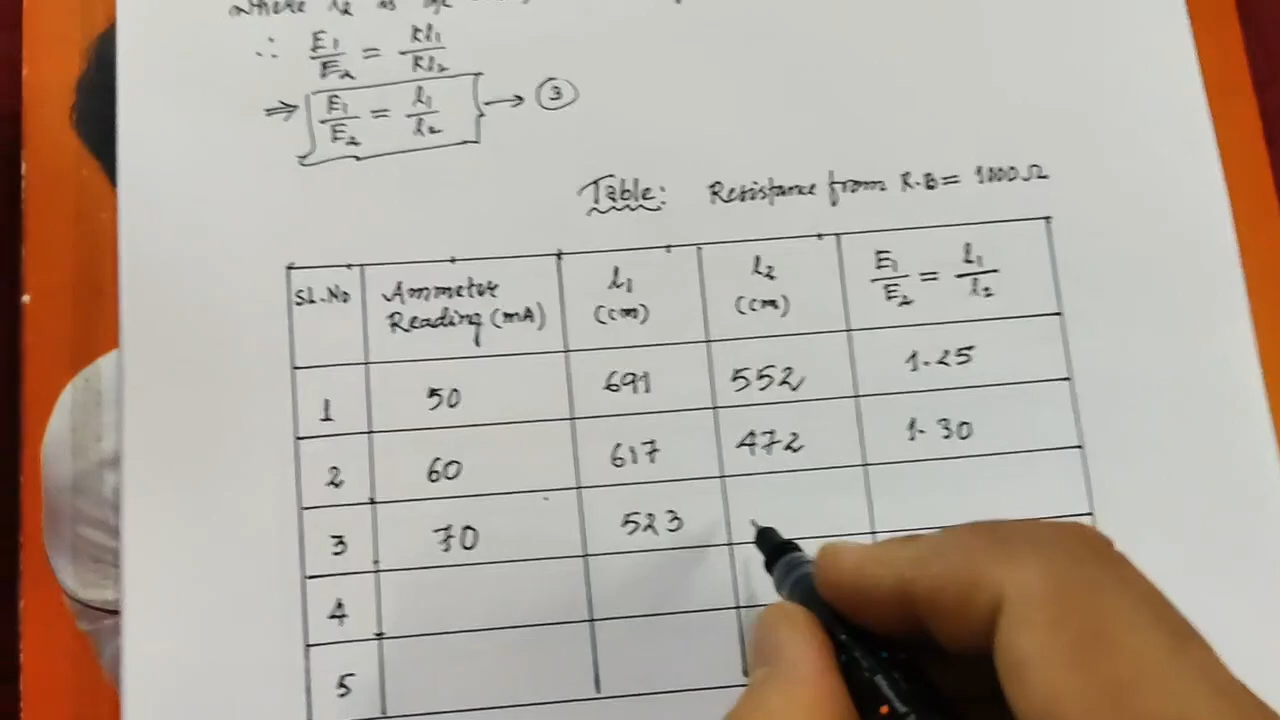 where
∴ E1/E2 = Kl1/Kl2
⇒ E1/E2 = l1/l2 → 3
Table: Resistance from R.B = 1000Ω
Sl.No Ammeter Reading (mA) l1 (cm) l2 (cm) E1/E2 = l1/l2
1 50 691 552 1.25
2 60 617 472 1.30
3 70 523
4
5